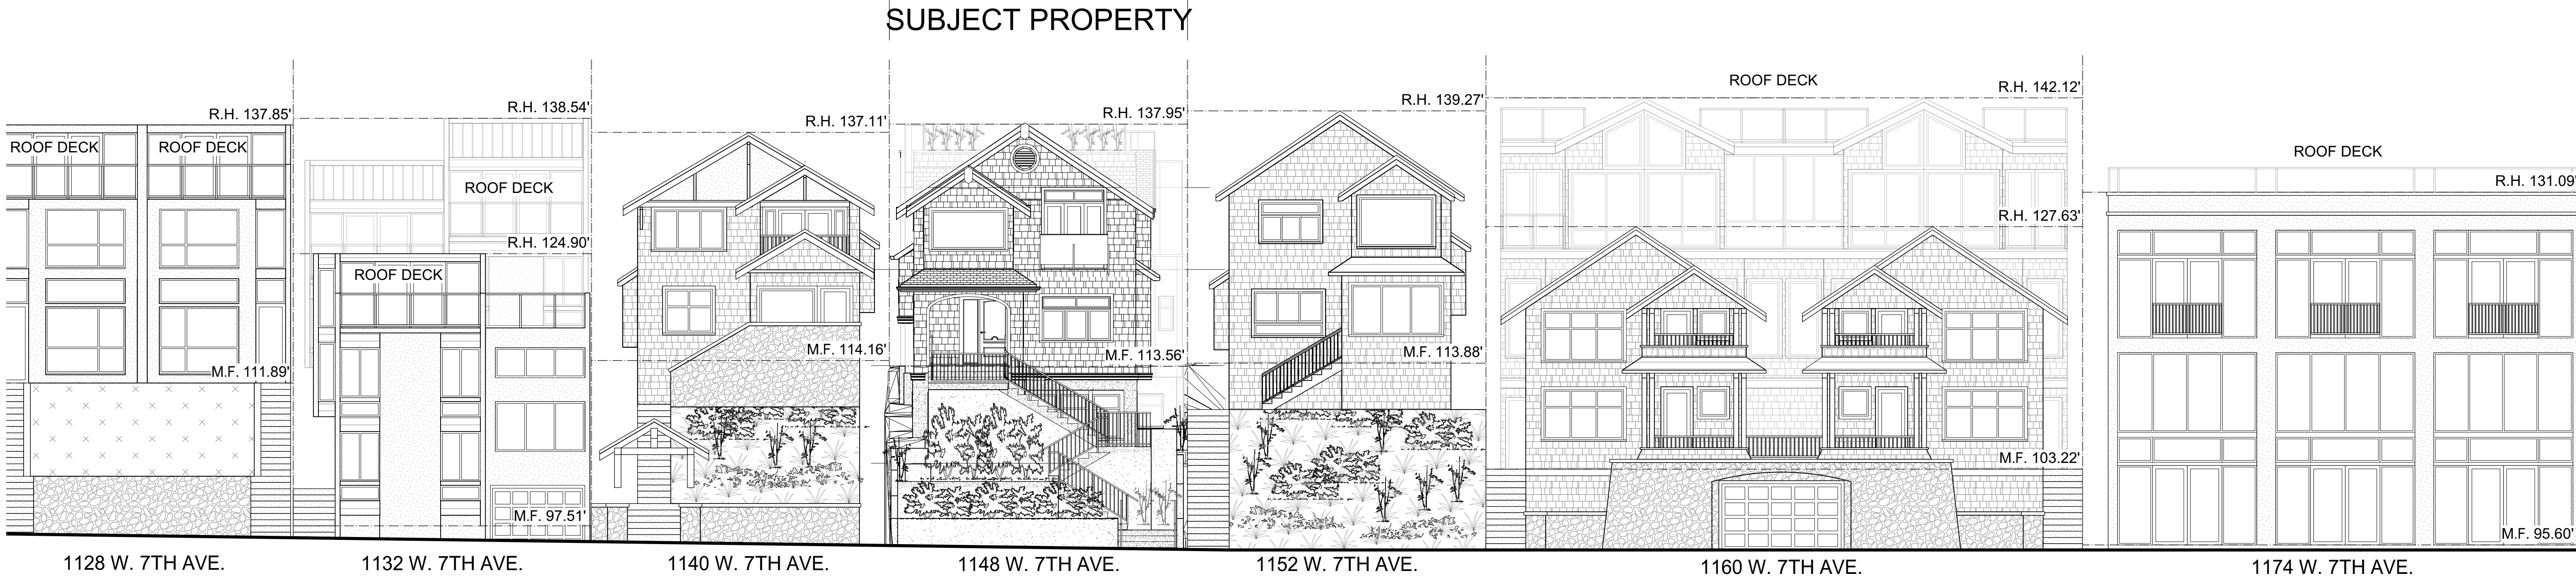 SUBJECT PROPERTY
R.H. 137.85'
ROOF DECK
ROOF DECK
M.F. 111.89'
1128 W. 7TH AVE.
R.H. 138.54'
ROOF DECK
R.H. 124.90'
ROOF DECK
M.F. 97.51'
1132 W. 7TH AVE.
R.H. 137.11'
M.F. 114.16'
1140 W. 7TH AVE.
R.H. 137.95'
M.F. 113.56'
1148 W. 7TH AVE.
R.H. 139.27'
M.F. 113.88'
1152 W. 7TH AVE.
ROOF DECK
R.H. 142.12'
R.H. 127.63'
M.F. 103.22'
1160 W. 7TH AVE.
ROOF DECK
R.H. 131.09'
M.F. 95.60'
1174 W. 7TH AVE.